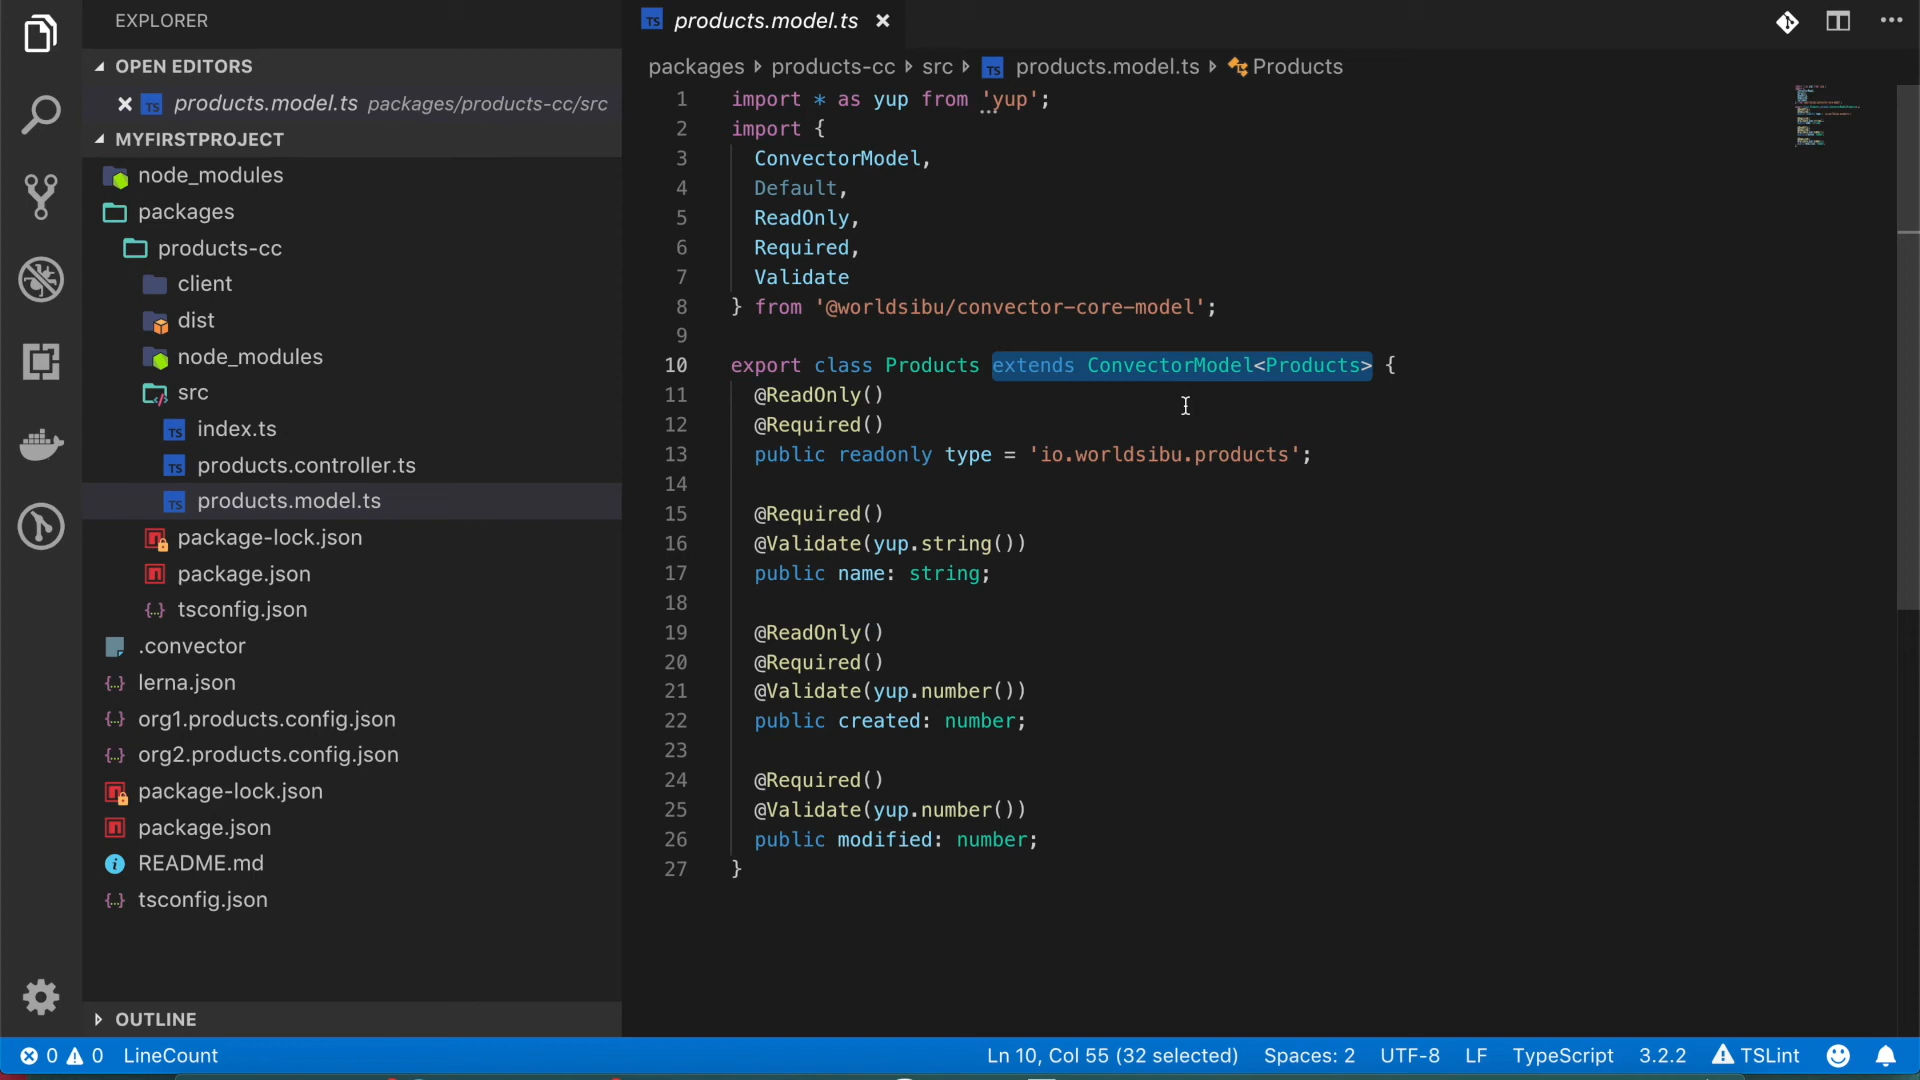 EXPLORER
OPEN EDITORS
products.model.ts packages/products-cc/src
MYFIRSTPROJECT
node_modules
packages
products-cc
client
dist
node_modules
src
index.ts
products.controller.ts
products.model.ts
package-lock.json
package.json
tsconfig.json
.convector
lerna.json
org1.products.config.json
org2.products.config.json
package-lock.json
package.json
README.md
tsconfig.json
OUTLINE
products.model.ts
packages products-cc src TS products.model.ts Products
1 import * as yup from 'yup';
2 import {
3 ConvectorModel,
4 Default,
5 ReadOnly,
6 Required,
7 Validate
8 } from '@worldsibu/convector-core-model';
9
10 export class Products extends ConvectorModel<Products> {
11 @ReadOnly()
12 @Required()
13 public readonly type = 'io.worldsibu.products';
14
15 @Required()
16 @Validate(yup.string())
17 public name: string;
18
19 @ReadOnly()
20 @Required()
21 @Validate(yup.number())
22 public created: number;
23
24 @Required()
25 @Validate(yup.number())
26 public modified: number;
27 }
0 0 LineCount Ln 10, Col 55 (32 selected) Spaces: 2 UTF-8 LF TypeScript 3.2.2 TSLint